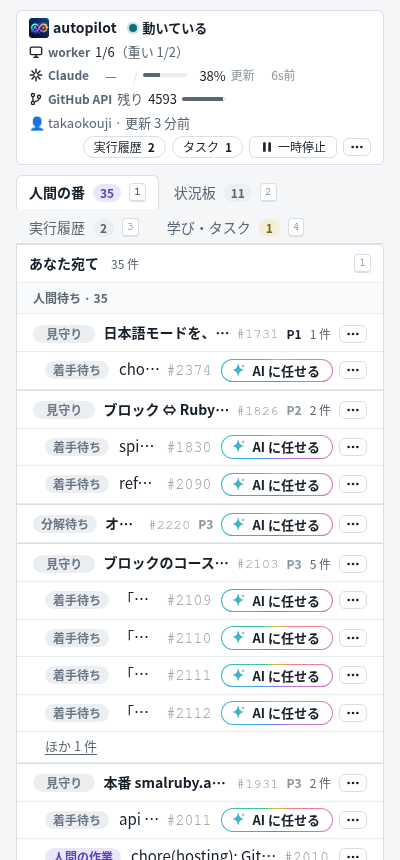 autopilot 動いている
worker 1/6（重い 1/2）
Claude — / 38% 更新 6s前
GitHub API 残り 4593
takaokouji · 更新 3 分前
実行履歴 2 タスク 1 一時停止 ···
人間の番 35 1 状況板 11 2
実行履歴 2 3 学び・タスク 1 4
あなた宛て 35 件 1
人間待ち · 35
見守り 日本語モードを、… #1731 P1 1 件 ···
着手待ち cho… #2374 AI に任せる ···
見守り ブロック ⇔ Ruby… #1826 P2 2 件 ···
着手待ち spi… #1830 AI に任せる ···
着手待ち ref… #2090 AI に任せる ···
分解待ち オ… #2220 P3 AI に任せる ···
見守り ブロックのコース… #2103 P3 5 件 ···
着手待ち 「… #2109 AI に任せる ···
着手待ち 「… #2110 AI に任せる ···
着手待ち 「… #2111 AI に任せる ···
着手待ち 「… #2112 AI に任せる ···
ほか 1 件
見守り 本番 smalruby.a… #1931 P3 2 件 ···
着手待ち api … #2011 AI に任せる ···
人間の作業 chore(hosting): Git… #2010 ···